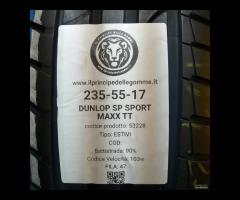 www.ilprincipedellegomme.it
235-55-17
DUNLOP SP SPORT
MAXX TT
codice prodotto: 53228
Tipo: ESTIVI
COD:
Battistrada: 90%
Codice Velocità: 103w
FILA: 47